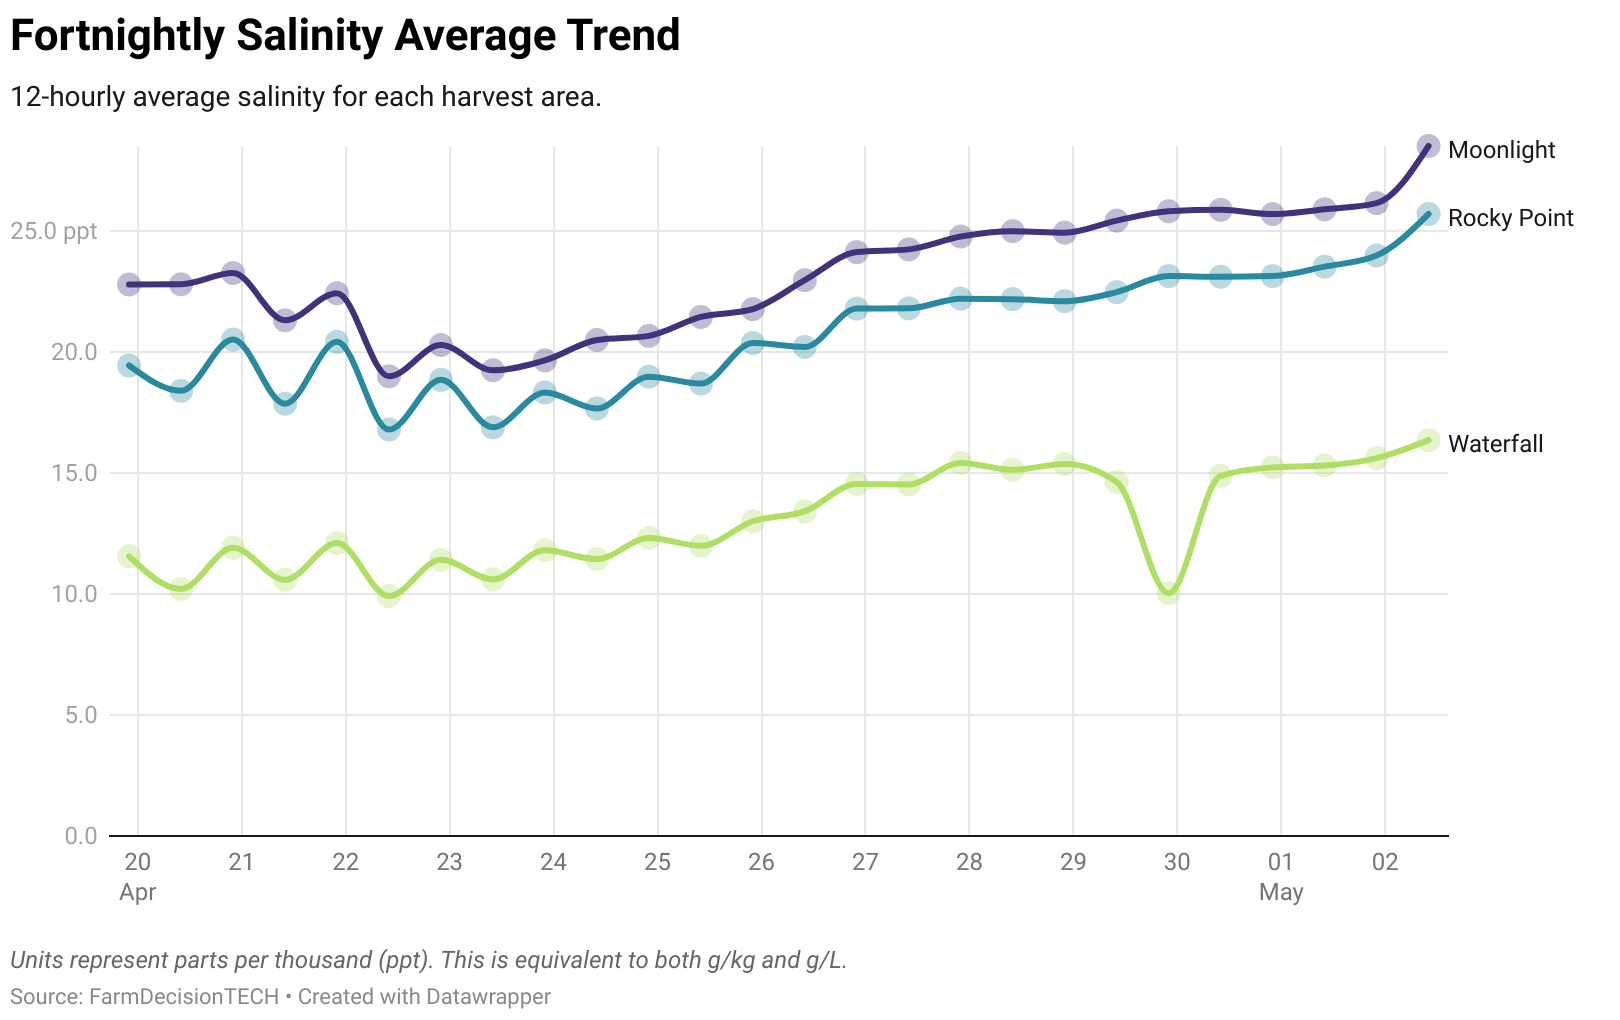 Fortnightly Salinity Average Trend
12-hourly average salinity for each harvest area.
Moonlight
Rocky Point
25.0 ppt
20.0
Waterfall
15.0
10.0
5.0
0.0
20 21 22 23 24 25 26 27 28 29 30 01 02
Apr May
Units represent parts per thousand (ppt). This is equivalent to both g/kg and g/L.
Source: FarmDecisionTECH • Created with Datawrapper